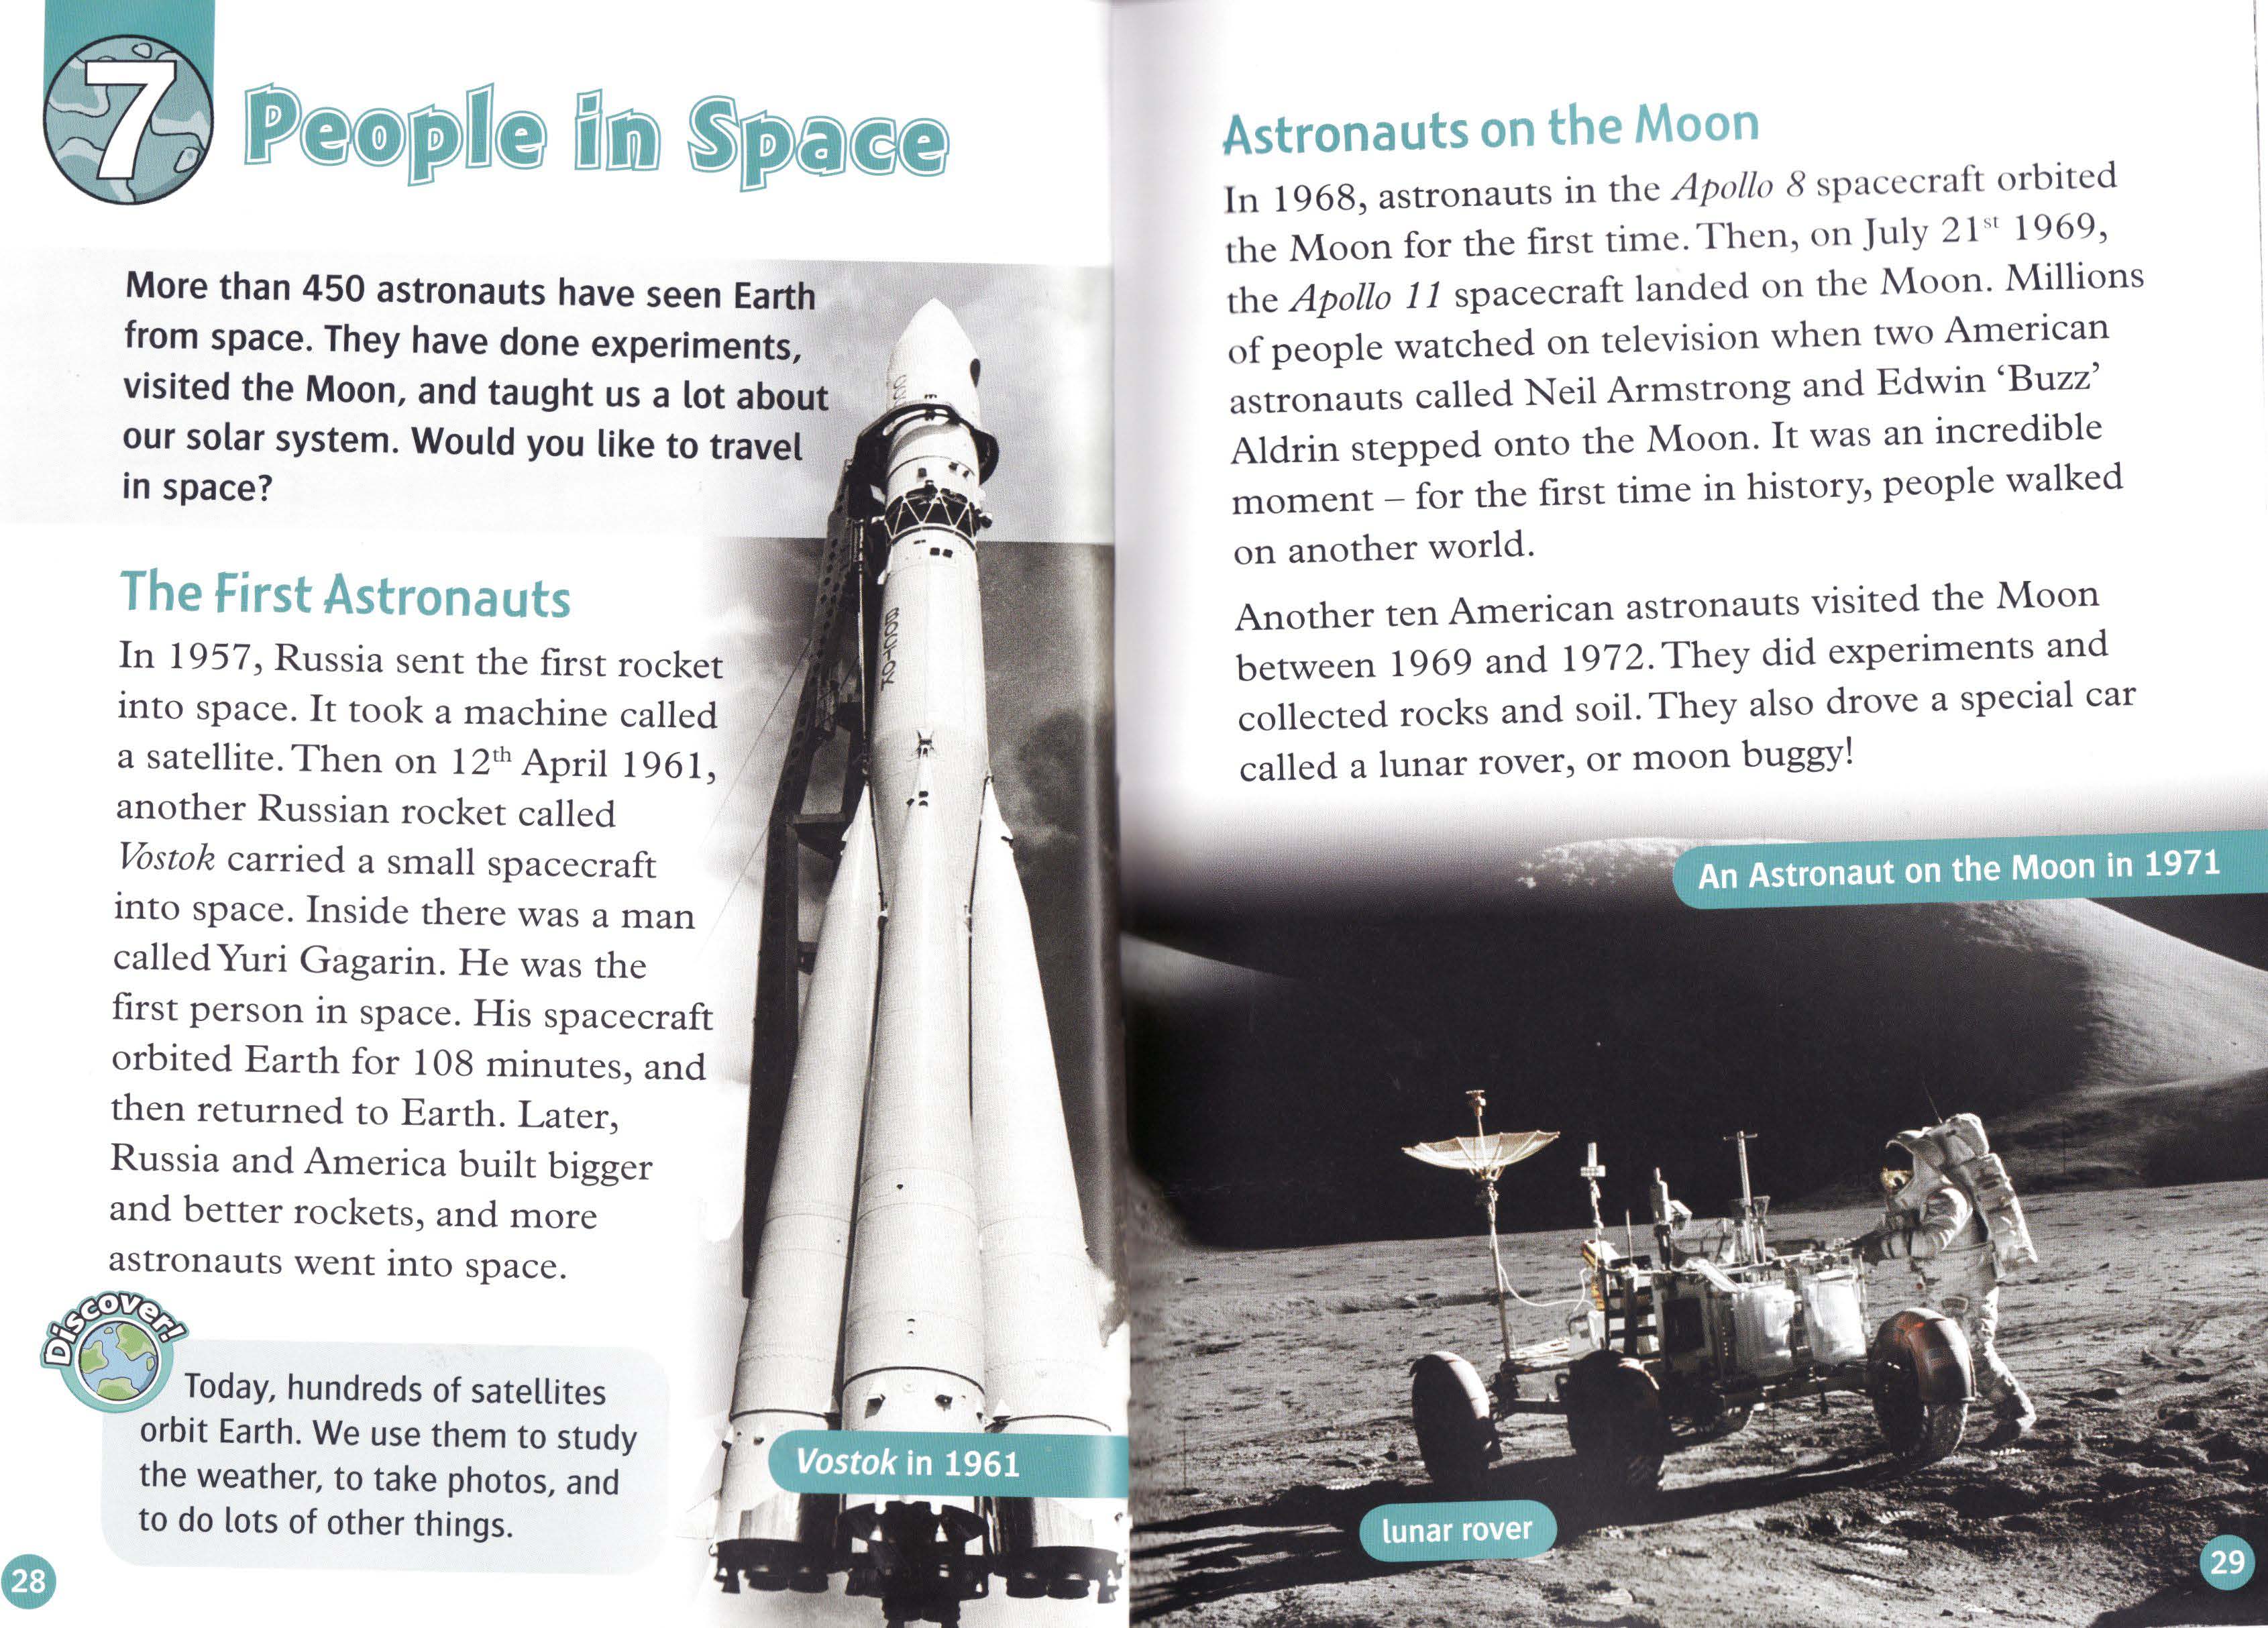 7
People in Space
More than 450 astronauts have seen Earth
from space. They have done experiments,
visited the Moon, and taught us a lot about
our solar system. Would you like to travel
in space?
The First Astronauts
In 1957, Russia sent the first rocket
into space. It took a machine called
a satellite. Then on 12th April 1961,
another Russian rocket called
Vostok carried a small spacecraft
into space. Inside there was a man
called Yuri Gagarin. He was the
first person in space. His spacecraft
orbited Earth for 108 minutes, and
then returned to Earth. Later,
Russia and America built bigger
and better rockets, and more
astronauts went into space.
Discover!
Today, hundreds of satellites
orbit Earth. We use them to study
the weather, to take photos, and
to do lots of other things.
ВОСТОК
Vostok in 1961
28
Astronauts on the Moon
In 1968, astronauts in the Apollo 8 spacecraft orbited
the Moon for the first time. Then, on July 21st 1969,
the Apollo 11 spacecraft landed on the Moon. Millions
of people watched on television when two American
astronauts called Neil Armstrong and Edwin ‘Buzz’
Aldrin stepped onto the Moon. It was an incredible
moment – for the first time in history, people walked
on another world.
Another ten American astronauts visited the Moon
between 1969 and 1972. They did experiments and
collected rocks and soil. They also drove a special car
called a lunar rover, or moon buggy!
An Astronaut on the Moon in 1971
lunar rover
29